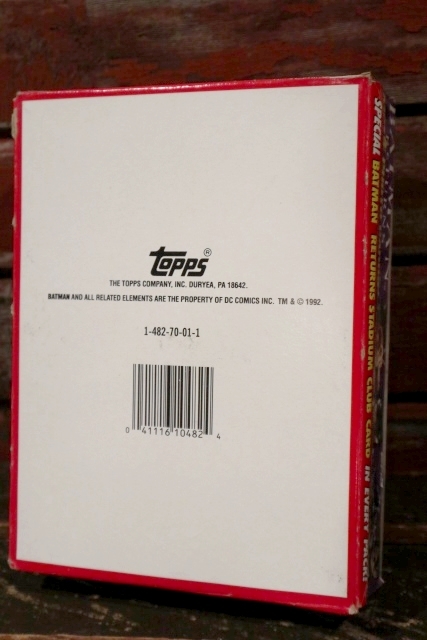 Topps®
THE TOPPS COMPANY, INC. DURYEA, PA 18642.
BATMAN AND ALL RELATED ELEMENTS ARE THE PROPERTY OF DC COMICS INC. TM & © 1992.
1-482-70-01-1
0 41116 10482 4
SPECIAL BATMAN RETURNS STADIUM CLUB CARD IN EVERY PACK!